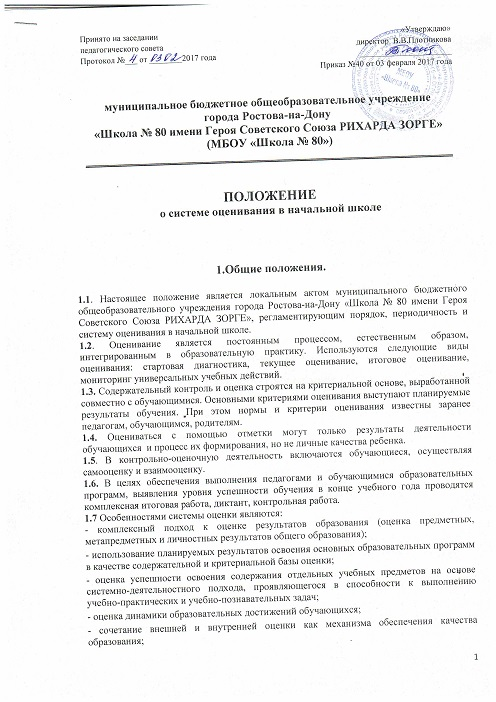 Принято на заседании
педагогического совета
Протокол № 4 от 03 02 2017 года
«Утверждаю»
директор В.В.Плотникова
Приказ №40 от 03 февраля 2017 года
муниципальное бюджетное общеобразовательное учреждение
города Ростова-на-Дону
«Школа № 80 имени Героя Советского Союза РИХАРДА ЗОРГЕ»
(МБОУ «Школа № 80»)
ПОЛОЖЕНИЕ
о системе оценивания в начальной школе
1.Общие положения.
1.1. Настоящее положение является локальным актом муниципального бюджетного
общеобразовательного учреждения города Ростова-на-Дону «Школа № 80 имени Героя
Советского Союза РИХАРДА ЗОРГЕ», регламентирующим порядок, периодичность и
систему оценивания в начальной школе.
1.2. Оценивание является постоянным процессом, естественным образом,
интегрированным в образовательную практику. Используются следующие виды
оценивания: стартовая диагностика, текущее оценивание, итоговое оценивание,
мониторинг универсальных учебных действий.
1.3. Содержательный контроль и оценка строятся на критериальной основе, выработанной
совместно с обучающимися. Основными критериями оценивания выступают планируемые
результаты обучения. При этом нормы и критерии оценивания известны заранее
педагогам, обучающимся, родителям.
1.4. Оцениваться с помощью отметки могут только результаты деятельности
обучающихся и процесс их формирования, но не личные качества ребенка.
1.5. В контрольно-оценочную деятельность включаются обучающиеся, осуществляя
самооценку и взаимооценку.
1.6. В целях обеспечения выполнения педагогами и обучающимися образовательных
программ, выявления уровня успешности обучения в конце учебного года проводятся
комплексная итоговая работа, диктант, контрольная работа.
1.7 Особенностями системы оценки являются:
- комплексный подход к оценке результатов образования (оценка предметных,
метапредметных и личностных результатов общего образования);
- использование планируемых результатов освоения основных образовательных программ
в качестве содержательной и критериальной базы оценки;
- оценка успешности освоения содержания отдельных учебных предметов на основе
системно-деятельностного подхода, проявляющегося в способности к выполнению
учебно-практических и учебно-познавательных задач;
- оценка динамики образовательных достижений обучающихся;
- сочетание внешней и внутренней оценки как механизма обеспечения качества
образования;
1